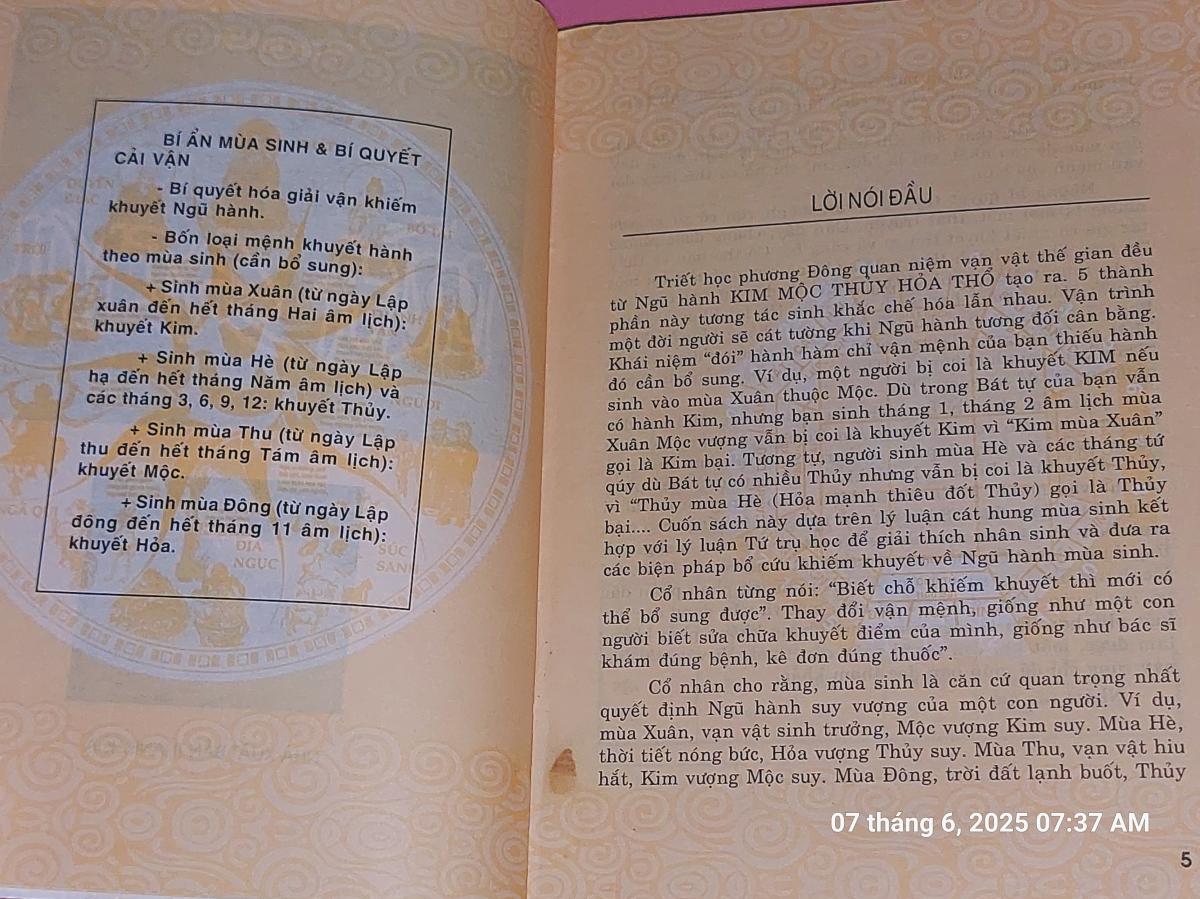 BÍ ẨN MÙA SINH & BÍ QUYẾT
CẢI VẬN
- Bí quyết hóa giải vận khiếm
khuyết Ngũ hành.
- Bốn loại mệnh khuyết hành
theo mùa sinh (cần bổ sung):
+ Sinh mùa Xuân (từ ngày Lập
xuân đến hết tháng Hai âm lịch):
khuyết Kim.
+ Sinh mùa Hè (từ ngày Lập
hạ đến hết tháng Năm âm lịch) và
các tháng 3, 6, 9, 12: khuyết Thủy.
+ Sinh mùa Thu (từ ngày Lập
thu đến hết tháng Tám âm lịch):
khuyết Mộc.
+ Sinh mùa Đông (từ ngày Lập
đông đến hết tháng 11 âm lịch):
khuyết Hỏa.
ĐỊA
NGỤC
SÚC
SANH
LỜI NÓI ĐẦU
Triết học phương Đông quan niệm vạn vật thế gian đều
từ Ngũ hành KIM MỘC THỦY HỎA THỔ tạo ra. 5 thành
phần này tương tác sinh khắc chế hóa lẫn nhau. Vận trình
một đời người sẽ cát tường khi Ngũ hành tương đối cân bằng.
Khái niệm “đói” hành hàm chỉ vận mệnh của bạn thiếu hành
đó cần bổ sung. Ví dụ, một người bị coi là khuyết KIM nếu
sinh vào mùa Xuân thuộc Mộc. Dù trong Bát tự của bạn vẫn
có hành Kim, nhưng bạn sinh tháng 1, tháng 2 âm lịch mùa
Xuân Mộc vượng vẫn bị coi là khuyết Kim vì “Kim mùa Xuân”
gọi là Kim bại. Tương tự, người sinh mùa Hè và các tháng tứ
qúy dù Bát tự có nhiều Thủy nhưng vẫn bị coi là khuyết Thủy,
vì “Thủy mùa Hè (Hỏa mạnh thiêu đốt Thủy) gọi là Thủy
bại.... Cuốn sách này dựa trên lý luận cát hung mùa sinh kết
hợp với lý luận Tứ trụ học để giải thích nhân sinh và đưa ra
các biện pháp bổ cứu khiếm khuyết về Ngũ hành mùa sinh.
Cổ nhân từng nói: “Biết chỗ khiếm khuyết thì mới có
thể bổ sung được”. Thay đổi vận mệnh, giống như một con
người biết sửa chữa khuyết điểm của mình, giống như bác sĩ
khám đúng bệnh, kê đơn đúng thuốc”.
Cổ nhân cho rằng, mùa sinh là căn cứ quan trọng nhất
quyết định Ngũ hành suy vượng của một con người. Ví dụ,
mùa Xuân, vạn vật sinh trưởng, Mộc vượng Kim suy. Mùa Hè,
thời tiết nóng bức, Hỏa vượng Thủy suy. Mùa Thu, vạn vật hiu
hắt, Kim vượng Mộc suy. Mùa Đông, trời đất lạnh buốt, Thủy
07 tháng 6, 2025 07:37 AM
5